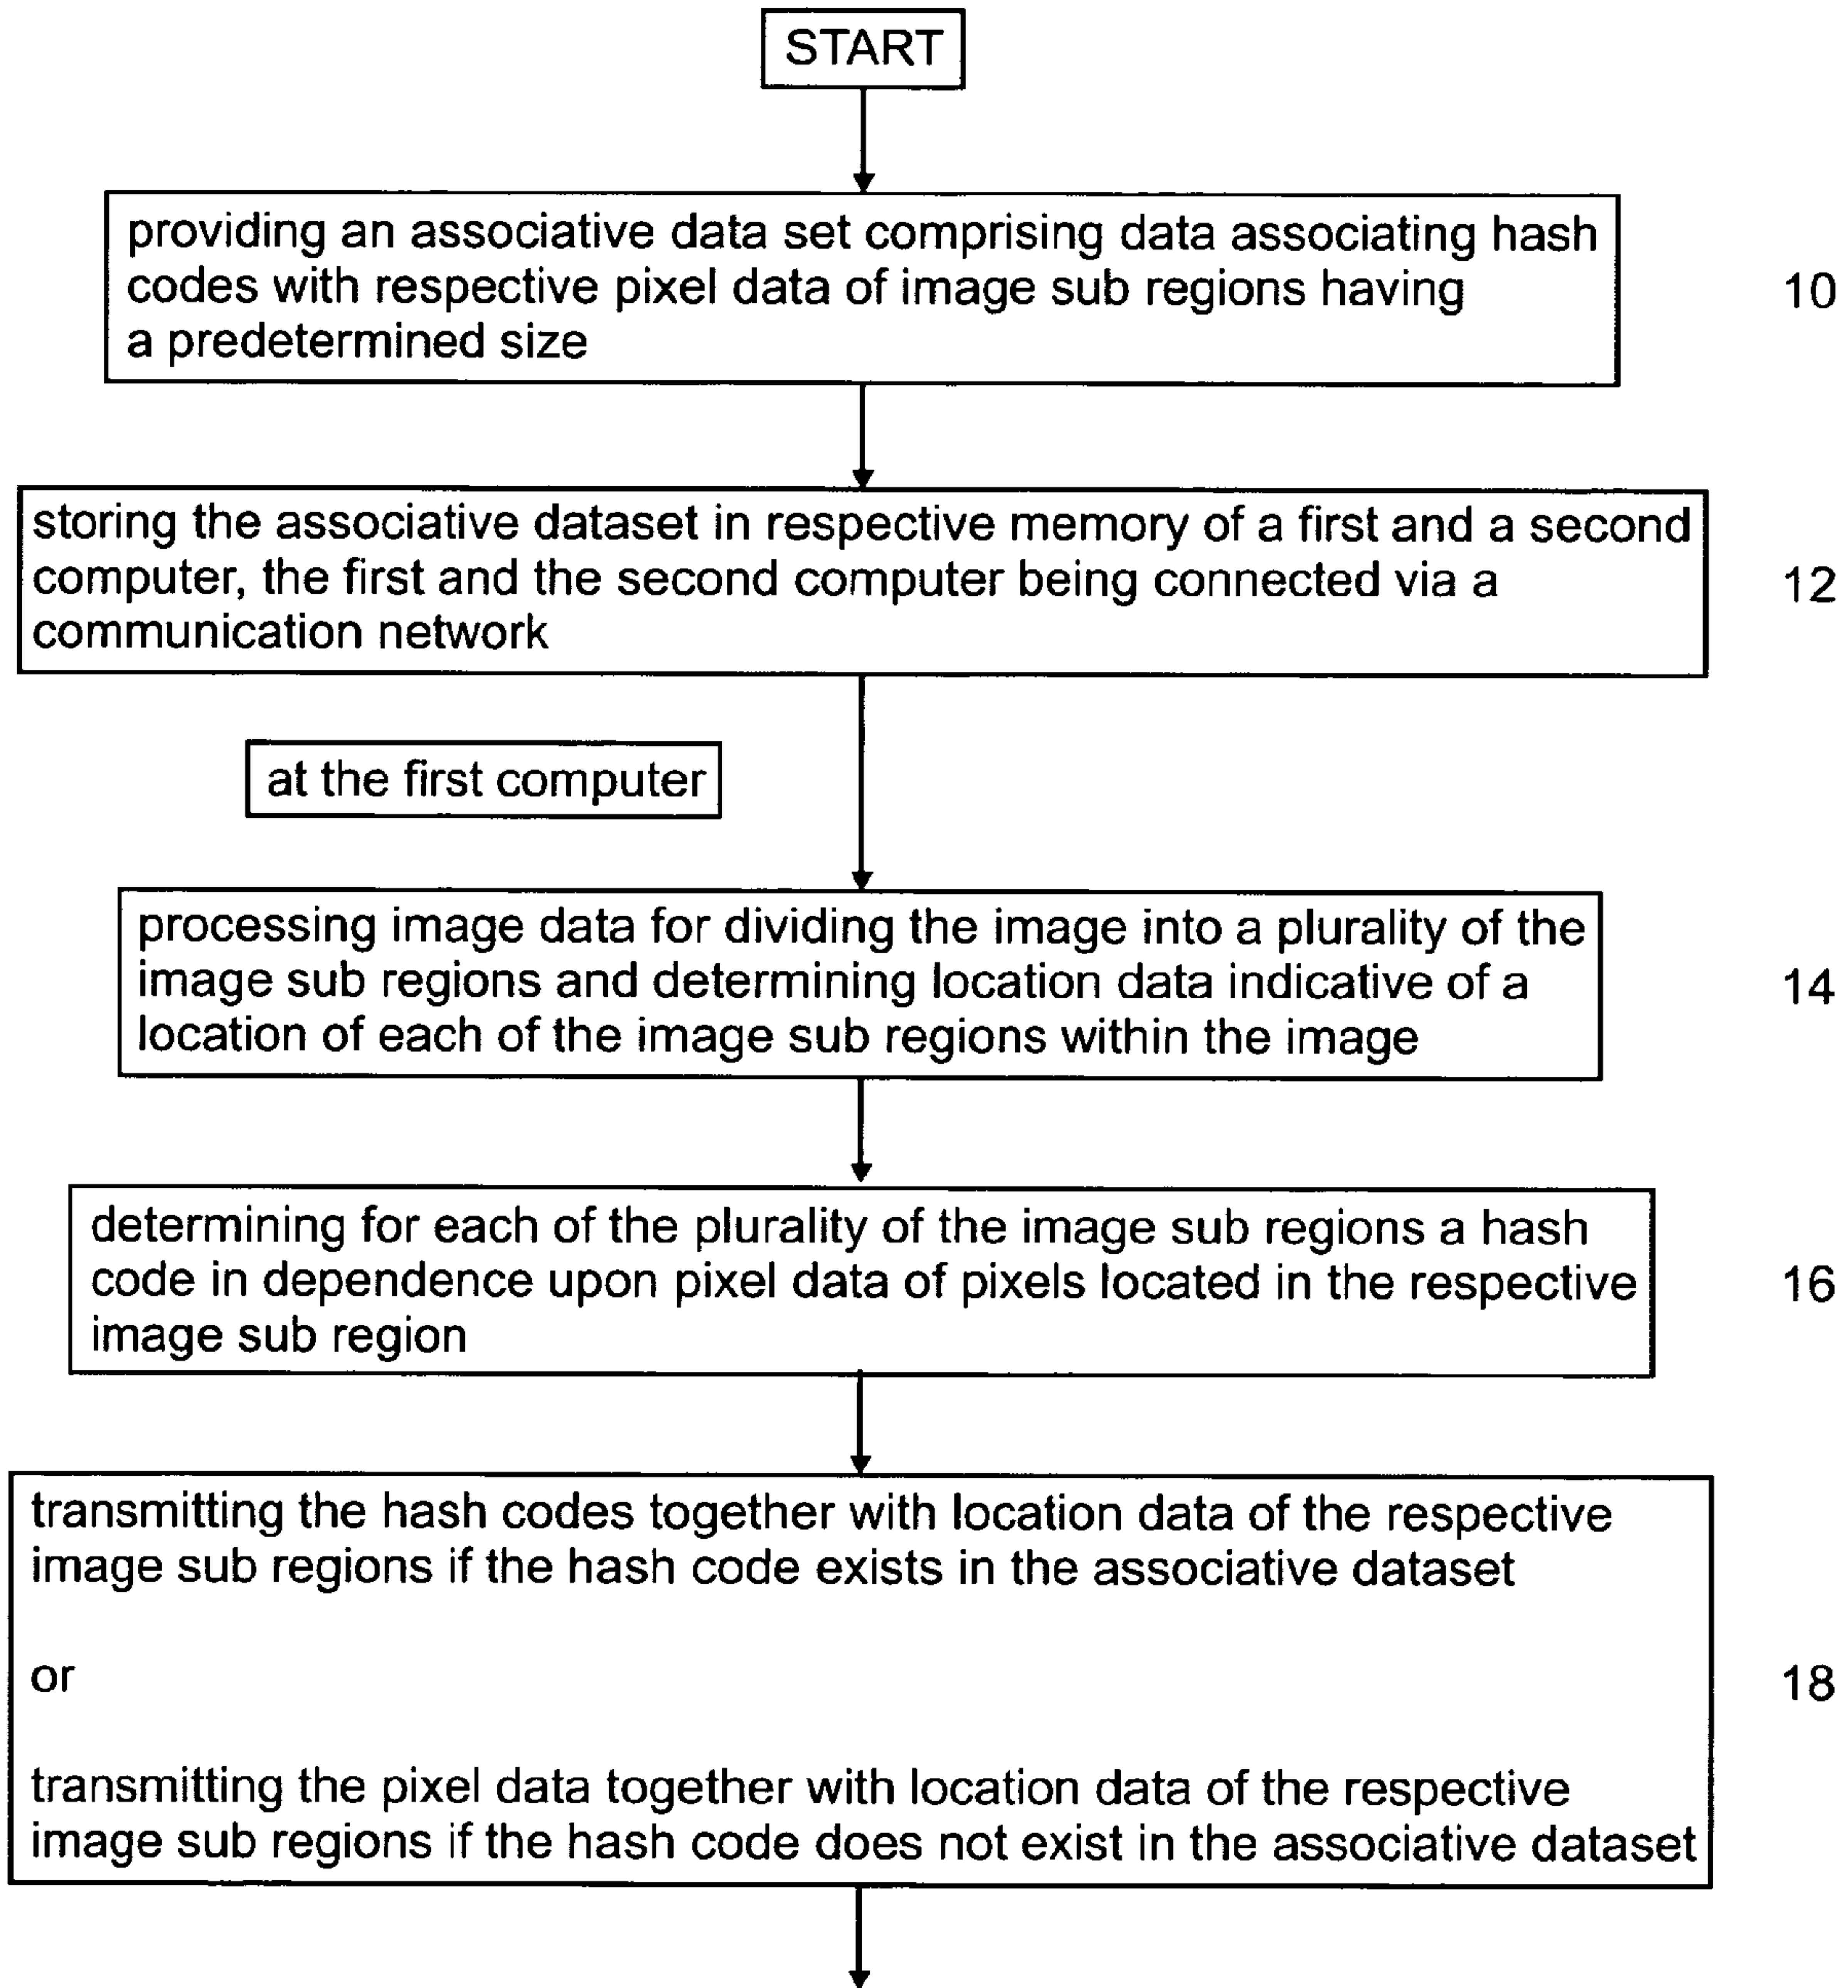 START
providing an associative data set comprising data associating hash
codes with respective pixel data of image sub regions having
a predetermined size
10
storing the associative dataset in respective memory of a first and a second
computer, the first and the second computer being connected via a
communication network
12
at the first computer
processing image data for dividing the image into a plurality of the
image sub regions and determining location data indicative of a
location of each of the image sub regions within the image
14
determining for each of the plurality of the image sub regions a hash
code in dependence upon pixel data of pixels located in the respective
image sub region
16
transmitting the hash codes together with location data of the respective
image sub regions if the hash code exists in the associative dataset
or
18
transmitting the pixel data together with location data of the respective
image sub regions if the hash code does not exist in the associative dataset